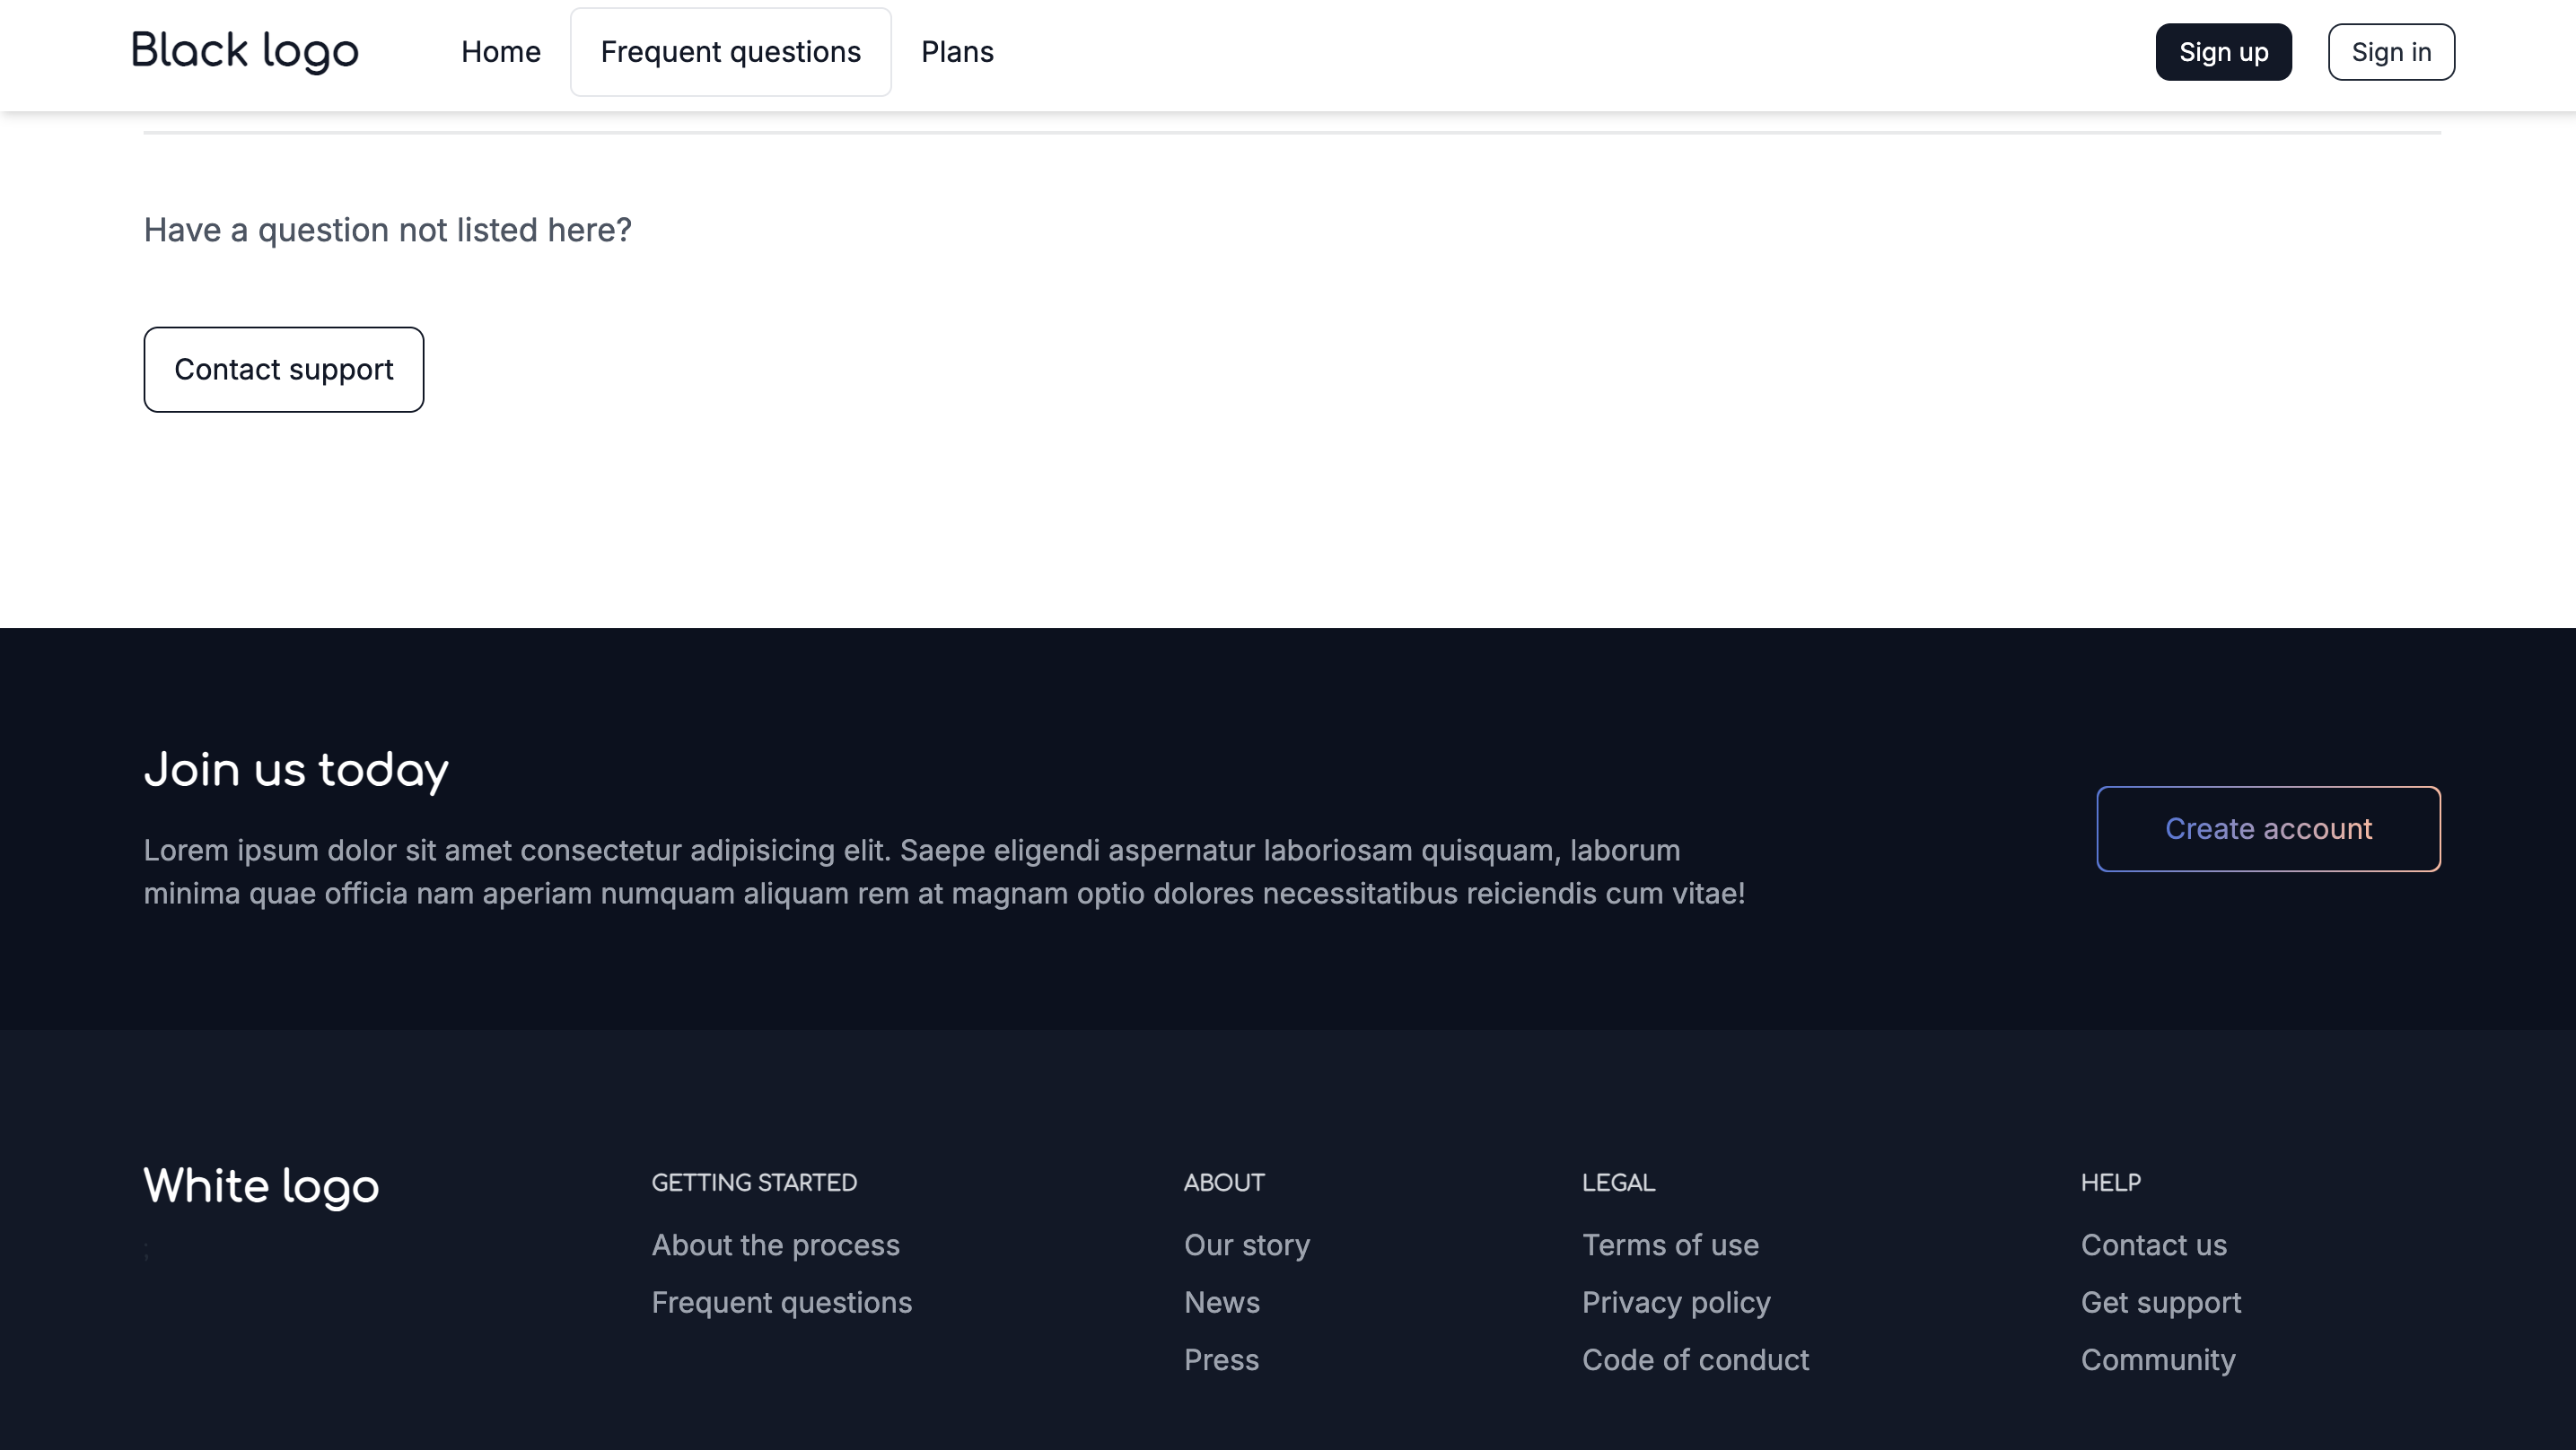 Black logo
Home
Frequent questions
Plans
Sign up
Sign in
Have a question not listed here?
Contact support
Join us today
Lorem ipsum dolor sit amet consectetur adipisicing elit. Saepe eligendi aspernatur laboriosam quisquam, laborum
minima quae officia nam aperiam numquam aliquam rem at magnam optio dolores necessitatibus reiciendis cum vitae!
Create account
White logo
;
GETTING STARTED
About the process
Frequent questions
ABOUT
Our story
News
Press
LEGAL
Terms of use
Privacy policy
Code of conduct
HELP
Contact us
Get support
Community